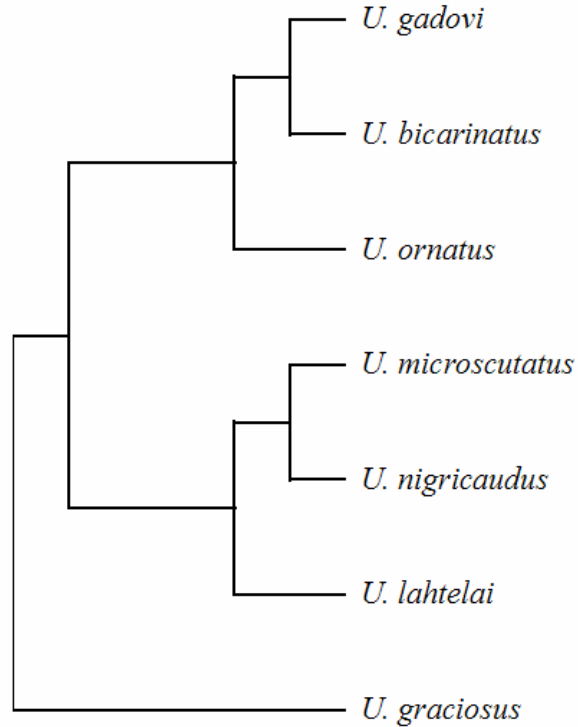 U. gadovi
U. bicarinatus
U. ornatus
U. microscutatus
U. nigricaudus
U. lahtelai
U. graciosus